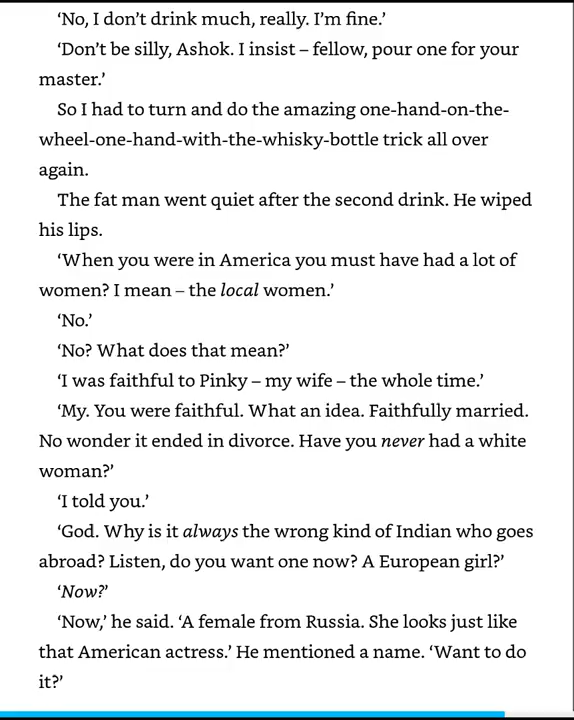 ‘No, I don’t drink much, really. I’m fine.’
‘Don’t be silly, Ashok. I insist – fellow, pour one for your
master.’
So I had to turn and do the amazing one-hand-on-the-
wheel-one-hand-with-the-whisky-bottle trick all over
again.
The fat man went quiet after the second drink. He wiped
his lips.
‘When you were in America you must have had a lot of
women? I mean – the local women.’
‘No.’
‘No? What does that mean?’
‘I was faithful to Pinky – my wife – the whole time.’
‘My. You were faithful. What an idea. Faithfully married.
No wonder it ended in divorce. Have you never had a white
woman?’
‘I told you.’
‘God. Why is it always the wrong kind of Indian who goes
abroad? Listen, do you want one now? A European girl?’
‘Now?’
‘Now,’ he said. ‘A female from Russia. She looks just like
that American actress.’ He mentioned a name. ‘Want to do
it?’